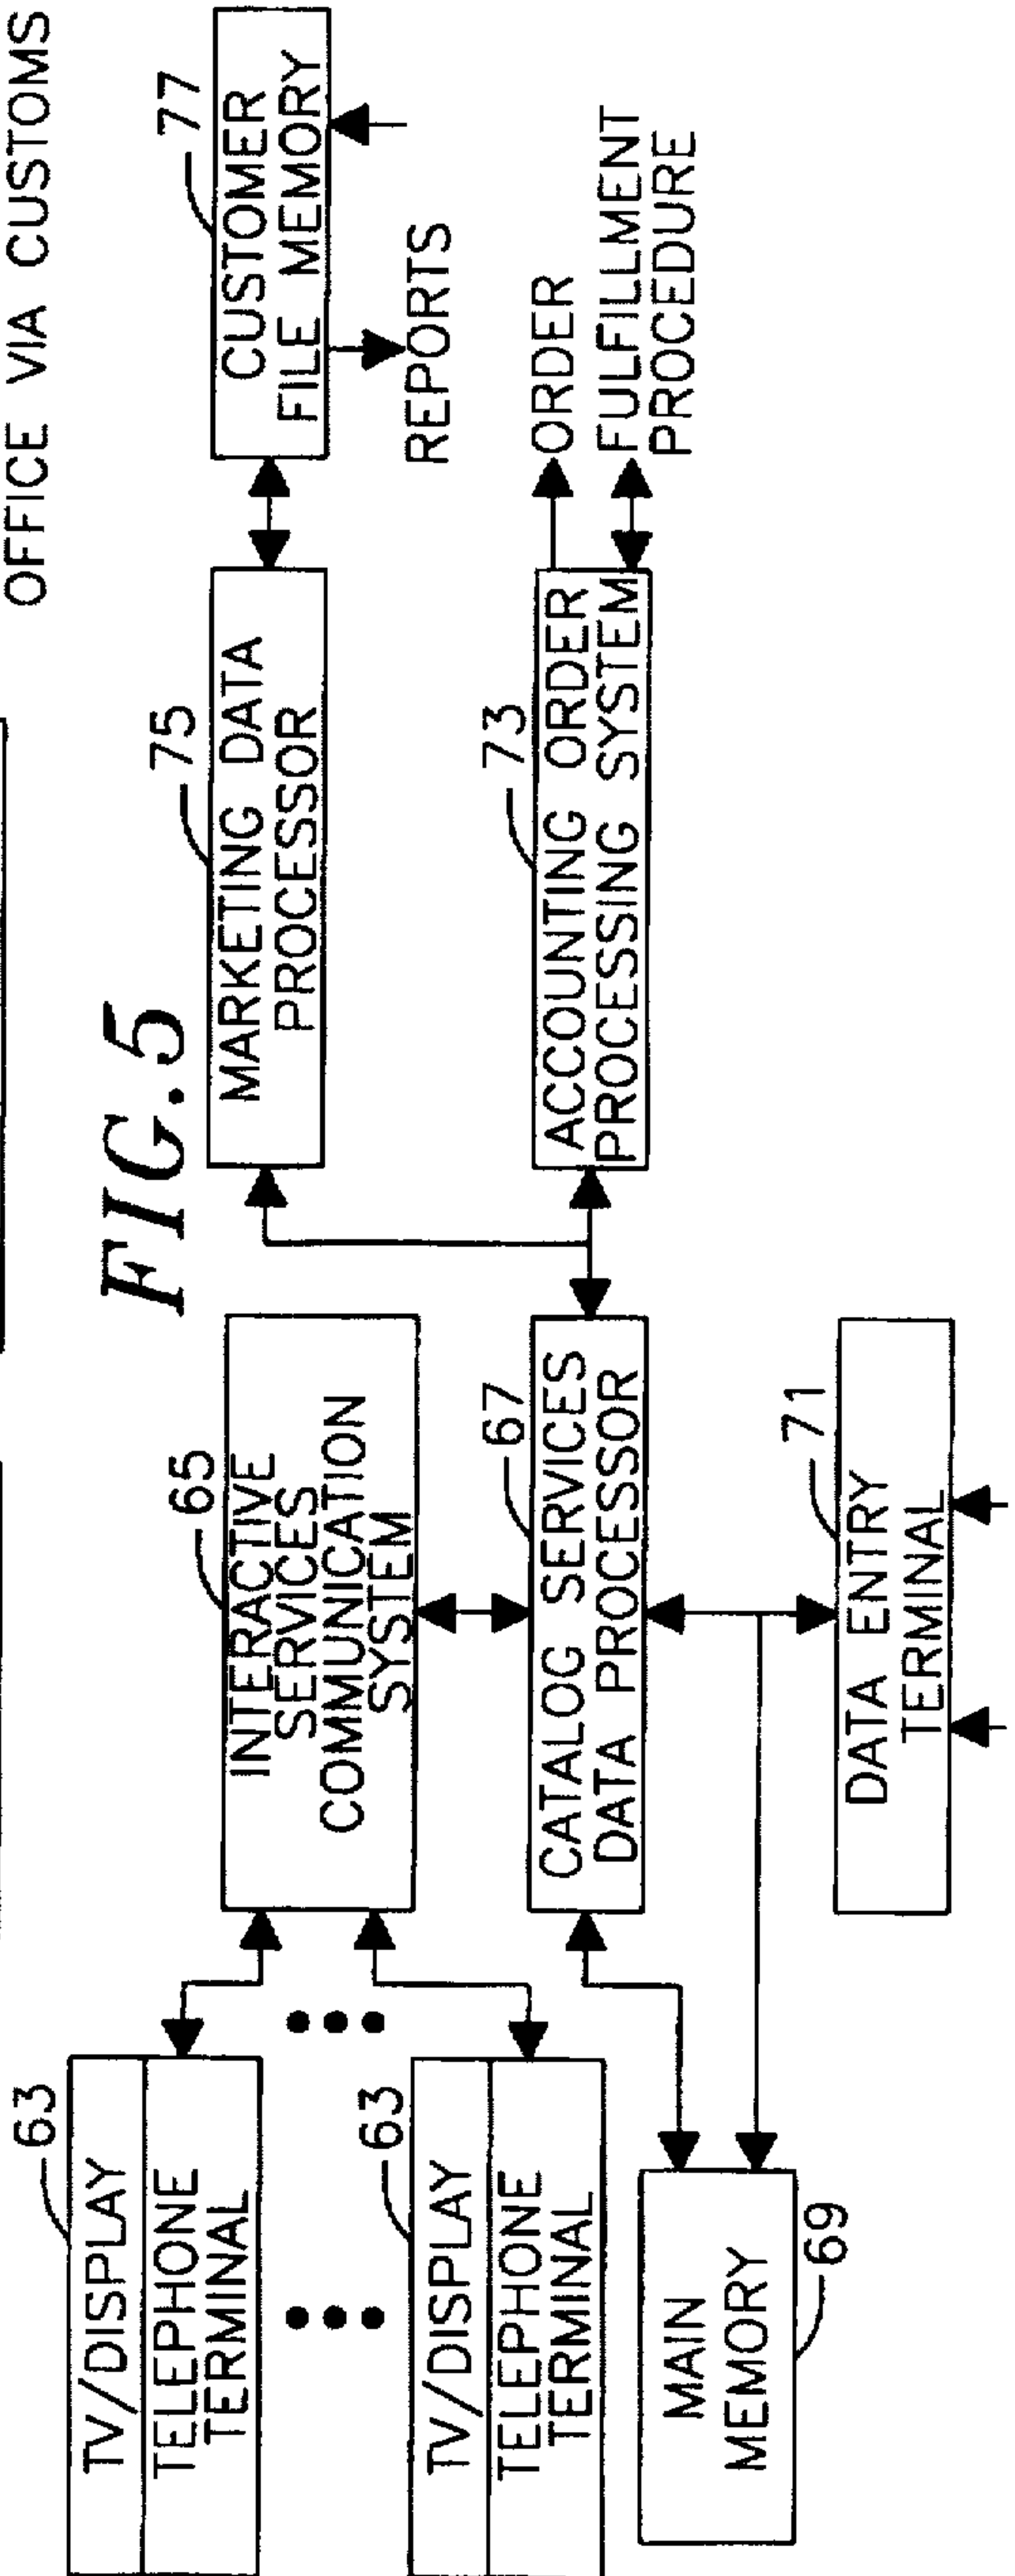 OFFICE VIA CUSTOMS
FIG.5
63
TV/DISPLAY
TELEPHONE
TERMINAL
63
TV/DISPLAY
TELEPHONE
TERMINAL
MAIN
MEMORY
69
65
INTERACTIVE
SERVICES
COMMUNICATION
SYSTEM
67
CATALOG SERVICES
DATA PROCESSOR
71
DATA ENTRY
TERMINAL
75
MARKETING DATA
PROCESSOR
73
ACCOUNTING ORDER
PROCESSING SYSTEM
77
CUSTOMER
FILE MEMORY
REPORTS
ORDER
FULFILLMENT
PROCEDURE